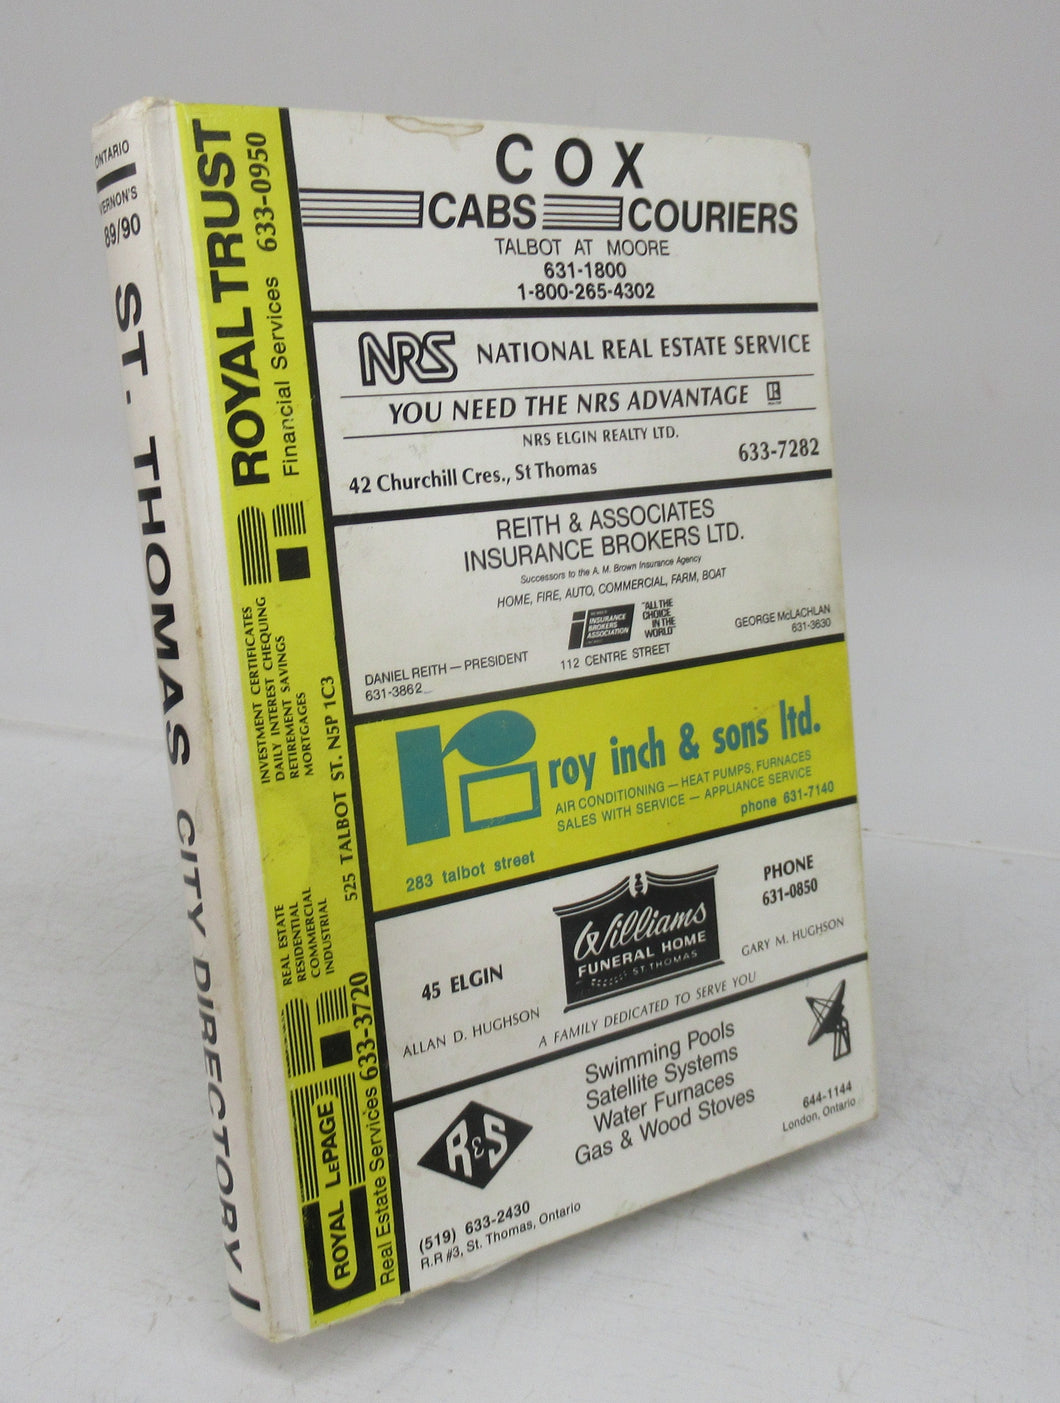 ONTARIO
VERNON'S
89/90
ST. THOMAS CITY DIRECTORY
ROYAL TRUST
Financial Services 633-0950
INVESTMENT CERTIFICATES
DAILY INTEREST CHEQUING
RETIREMENT SAVINGS
MORTGAGES
525 TALBOT ST. N5P 1C3
REAL ESTATE
RESIDENTIAL
COMMERCIAL
INDUSTRIAL
ROYAL LEPAGE
Real Estate Services 633-3720
COX
CABS COURIERS
TALBOT AT MOORE
631-1800
1-800-265-4302
NRS NATIONAL REAL ESTATE SERVICE
YOU NEED THE NRS ADVANTAGE
NRS ELGIN REALTY LTD.
42 Churchill Cres., St Thomas 633-7282
REITH & ASSOCIATES
INSURANCE BROKERS LTD.
Successors to the A. M. Brown Insurance Agency
HOME, FIRE, AUTO, COMMERCIAL, FARM, BOAT
INSURANCE
BROKERS
ASSOCIATION
"ALL THE
CHOICE
IN THE
WORLD"
DANIEL REITH — PRESIDENT
631-3862
112 CENTRE STREET
GEORGE McLACHLAN
631-3630
roy inch & sons ltd.
AIR CONDITIONING — HEAT PUMPS, FURNACES
SALES WITH SERVICE — APPLIANCE SERVICE
phone 631-7140
283 talbot street
Williams
FUNERAL HOME
ST. THOMAS
PHONE
631-0850
45 ELGIN
ALLAN D. HUGHSON
GARY M. HUGHSON
A FAMILY DEDICATED TO SERVE YOU
R&S
Swimming Pools
Satellite Systems
Water Furnaces
Gas & Wood Stoves
(519) 633-2430
R.R #3, St. Thomas, Ontario
644-1144
London, Ontario